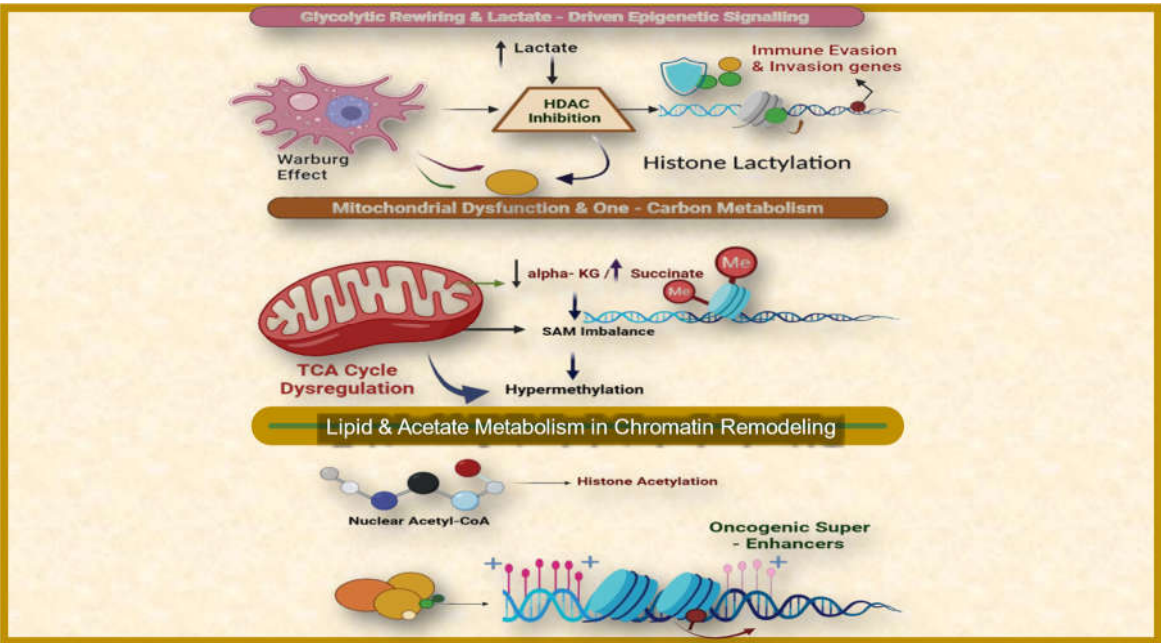 Glycolytic Rewiring & Lactate - Driven Epigenetic Signalling
Lactate
Immune Evasion
& Invasion genes
HDAC
Inhibition
Warburg
Effect
Histone Lactylation
Mitochondrial Dysfunction & One - Carbon Metabolism
Me
alpha- KG / Succinate
Me
SAM Imbalance
TCA Cycle
Dysregulation
Hypermethylation
Lipid & Acetate Metabolism in Chromatin Remodeling
Histone Acetylation
Nuclear Acetyl-CoA
Oncogenic Super
- Enhancers
+ + +